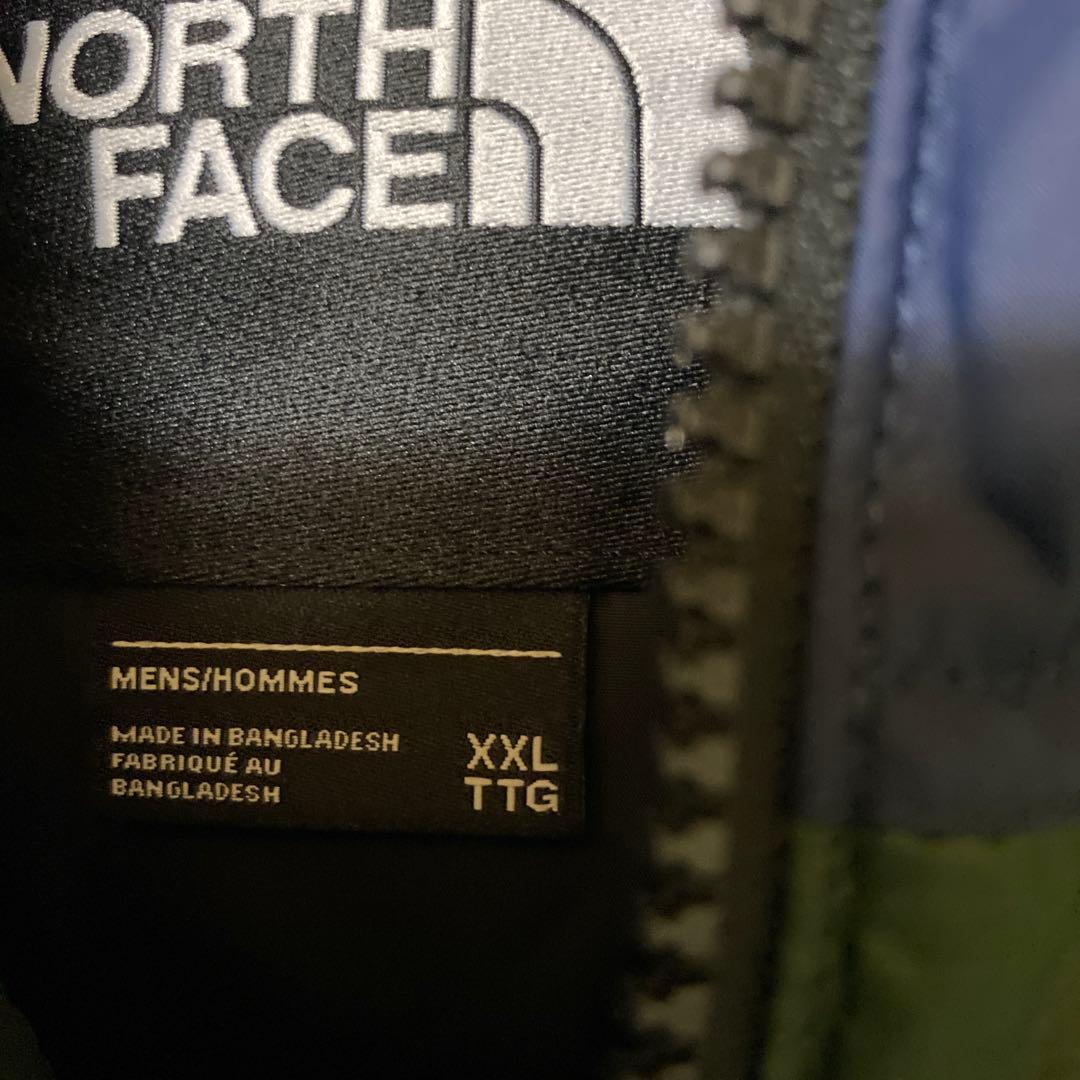 NORTH
FACE
MENS/HOMMES
MADE IN BANGLADESH
FABRIQUÉ AU
BANGLADESH
XXL
TTG